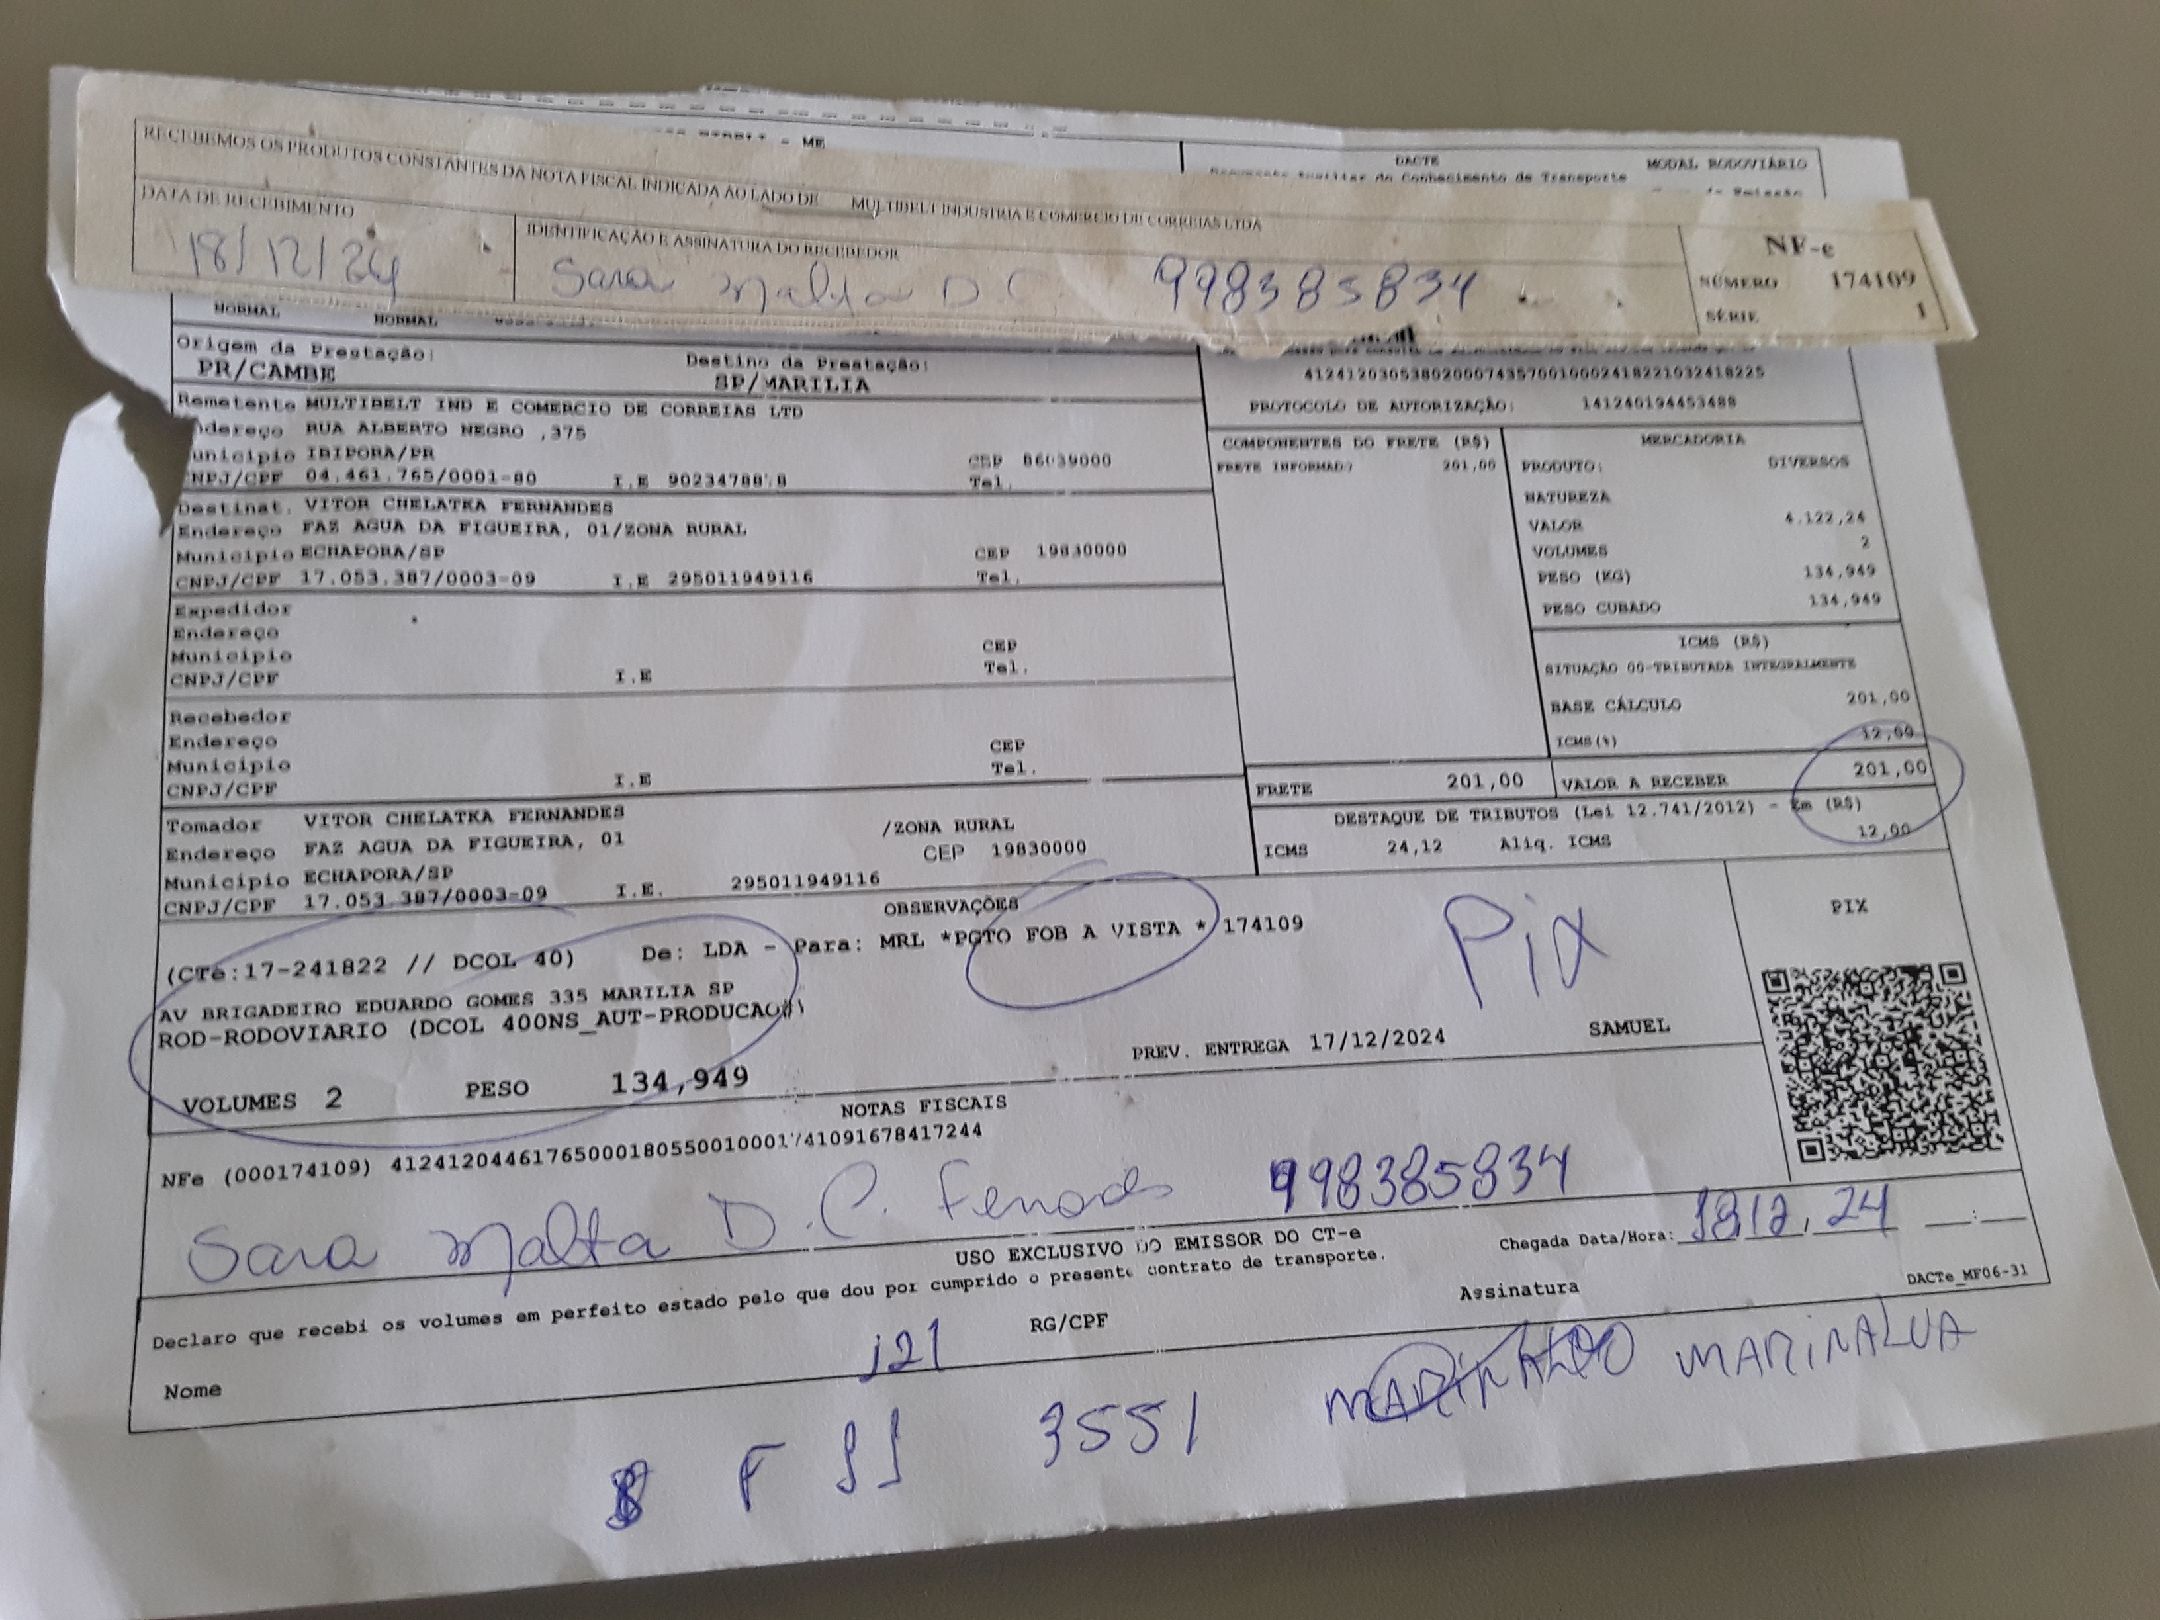 - ME
DACTE MODAL RODOVIÁRIO
Conhecimento de Transporte
RECEBEMOS OS PRODUTOS CONSTANTES DA NOTA FISCAL INDICADA AO LADO DE MULTIBELT INDUSTRIA E COMERCIO DE CORREIAS LTDA
DATA DE RECEBIMENTO
18/12/24
IDENTIFICAÇÃO E ASSINATURA DO RECEBEDOR
Sara Malta D.C. 998385834
NF-e
NÚMERO 174109
SÉRIE 1
NORMAL NORMAL
Origem da Prestação: Destino da Prestação:
PR/CAMBE SP/MARILIA
41241203053802000743570010002418221032418225
PROTOCOLO DE AUTORIZAÇÃO: 141240194453488
Remetente MULTIBELT IND E COMERCIO DE CORREIAS LTD
ndereço RUA ALBERTO NEGRO ,375
unicipio IBIPORA/PR CEP 86039000
CNPJ/CPF 04.461.765/0001-80 I.E Tel.
Destinat. VITOR CHELATKA FERNANDES
Endereço FAZ AGUA DA FIGUEIRA, 01/ZONA RURAL
Municipio ECHAPORA/SP CEP 19830000
CNPJ/CPF 17.053.387/0003-09 I.E 295011949116 Tel.
Expedidor
Endereço
Municipio CEP
CNPJ/CPF I.E Tel.
Recebedor
Endereço
Municipio CEP
CNPJ/CPF I.E Tel.
Tomador VITOR CHELATKA FERNANDES
Endereço FAZ AGUA DA FIGUEIRA, 01 /ZONA RURAL
Municipio ECHAPORA/SP CEP 19830000
CNPJ/CPF 17.053.387/0003-09 I.E. 295011949116
COMPONENTES DO FRETE (R$)
FRETE INFORMADO 201,00
MERCADORIA
PRODUTO: DIVERSOS
NATUREZA
VALOR 4.122,24
VOLUMES 2
PESO (KG) 134,949
PESO CUBADO 134,949
ICMS (R$)
SITUAÇÃO 00-TRIBUTADA INTEGRALMENTE
BASE CÁLCULO 201,00
ICMS(%) 12,00
FRETE 201,00 VALOR A RECEBER 201,00
DESTAQUE DE TRIBUTOS (Lei 12.741/2012) - Em (R$)
ICMS 24,12 Aliq. ICMS 12,00
OBSERVAÇÕES
(CTe:17-241822 // DCOL 40) De: LDA - Para: MRL *PGTO FOB A VISTA * 174109
AV BRIGADEIRO EDUARDO GOMES 335 MARILIA SP
ROD-RODOVIARIO (DCOL 400NS_AUT-PRODUCAO#)
Pix
PIX
PREV. ENTREGA 17/12/2024 SAMUEL
VOLUMES 2 PESO 134,949
NOTAS FISCAIS
NFe (000174109) 41241204461765000180550010001741091678417244
Sara Malta D.C. Fernandes 998385834
USO EXCLUSIVO DO EMISSOR DO CT-e
Chegada Data/Hora: 18 12, 24 __:__
Declaro que recebi os volumes em perfeito estado pelo que dou por cumprido o presente contrato de transporte.
DACTe_MF06-31
Nome RG/CPF Assinatura
121
F 11 3551 MARINALDO MARINALVA